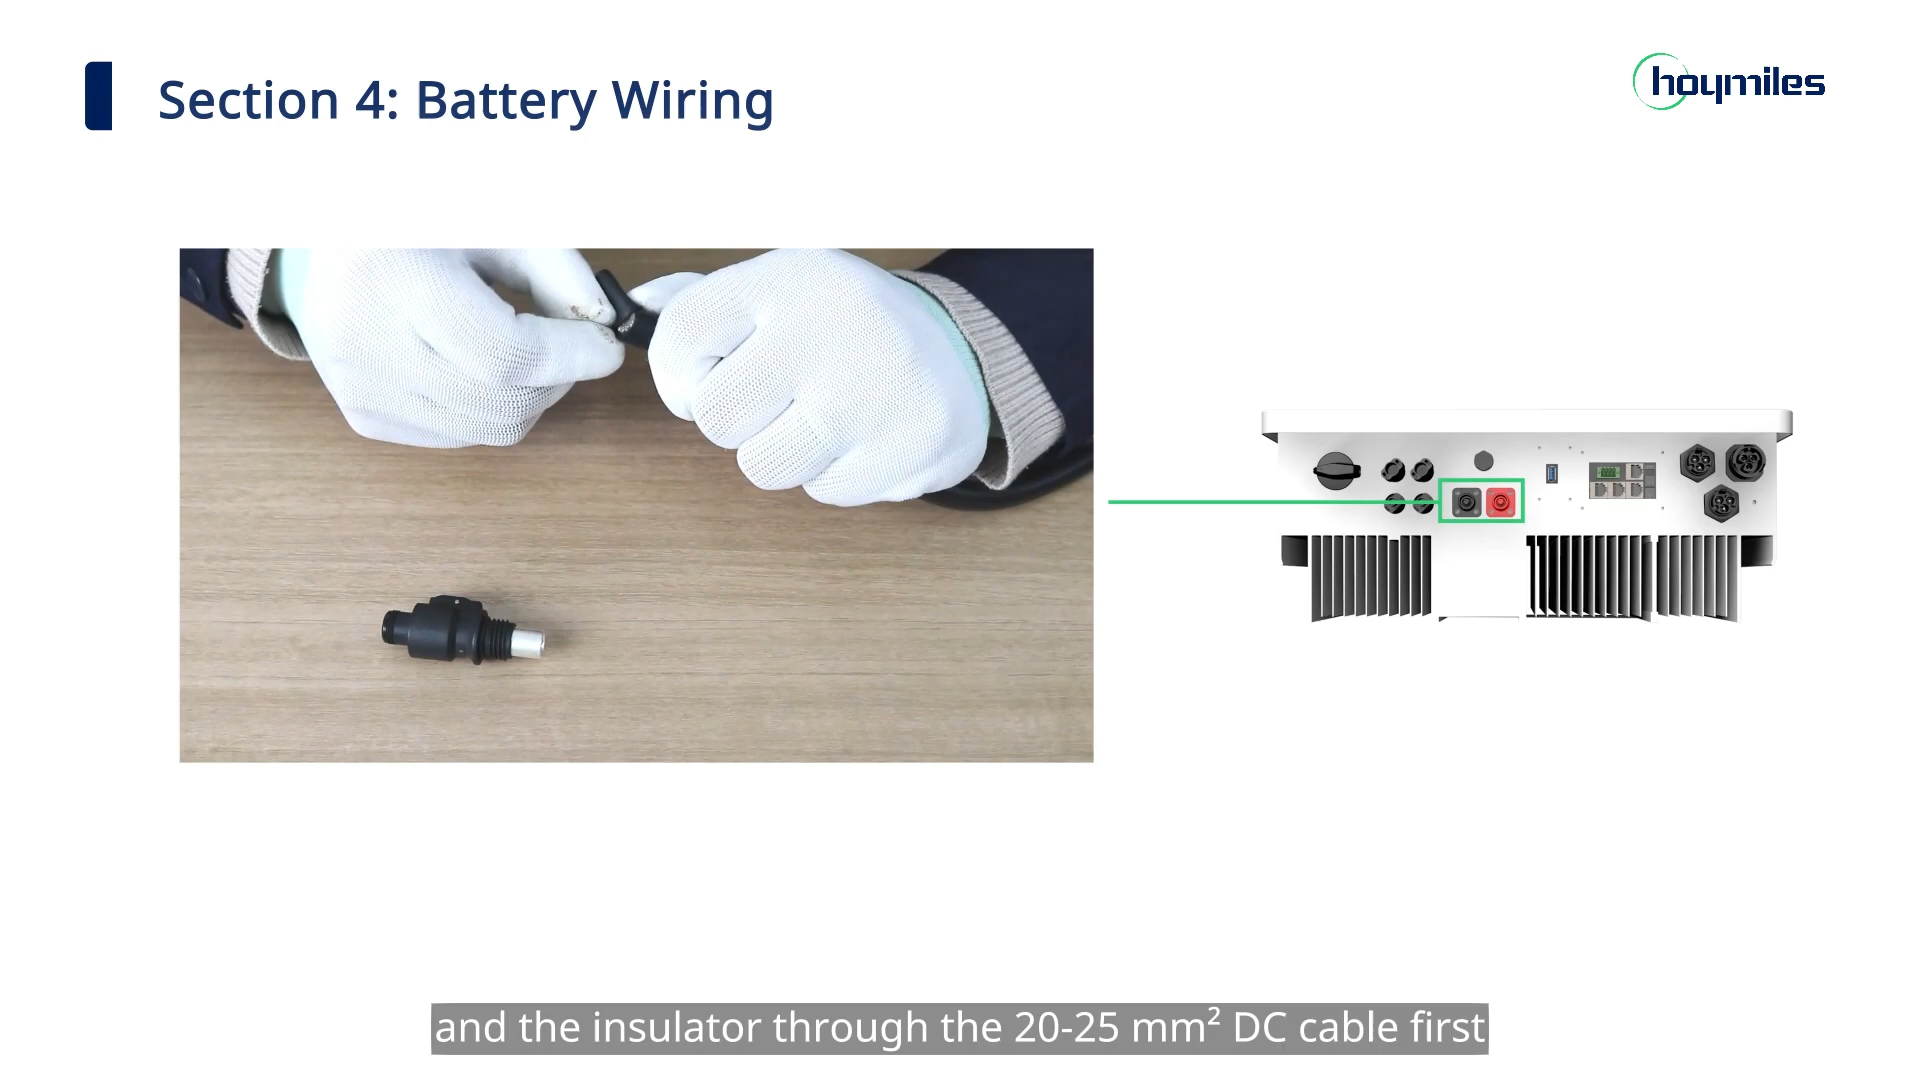 Section 4: Battery Wiring
hoymiles
and the insulator through the 20-25 mm² DC cable first